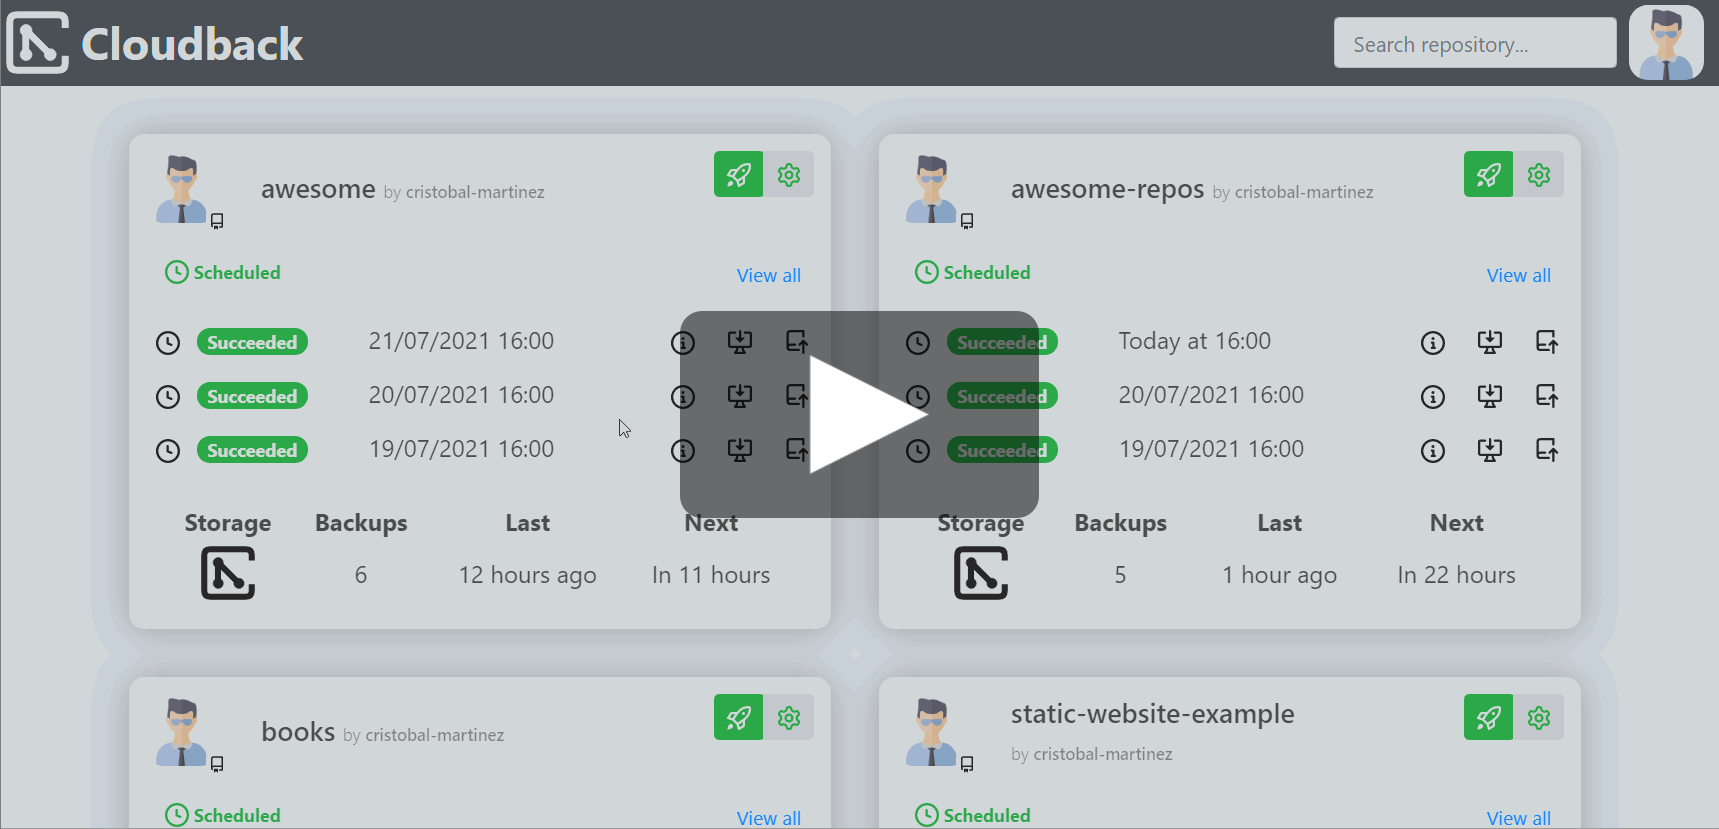 Cloudback
Search repository...
awesome by cristobal-martinez
Scheduled
View all
Succeeded 21/07/2021 16:00
Succeeded 20/07/2021 16:00
Succeeded 19/07/2021 16:00
Storage Backups Last Next
6 12 hours ago In 11 hours
awesome-repos by cristobal-martinez
Scheduled
View all
Succeeded Today at 16:00
Succeeded 20/07/2021 16:00
Succeeded 19/07/2021 16:00
Storage Backups Last Next
5 1 hour ago In 22 hours
books by cristobal-martinez
Scheduled
View all
static-website-example
by cristobal-martinez
Scheduled
View all